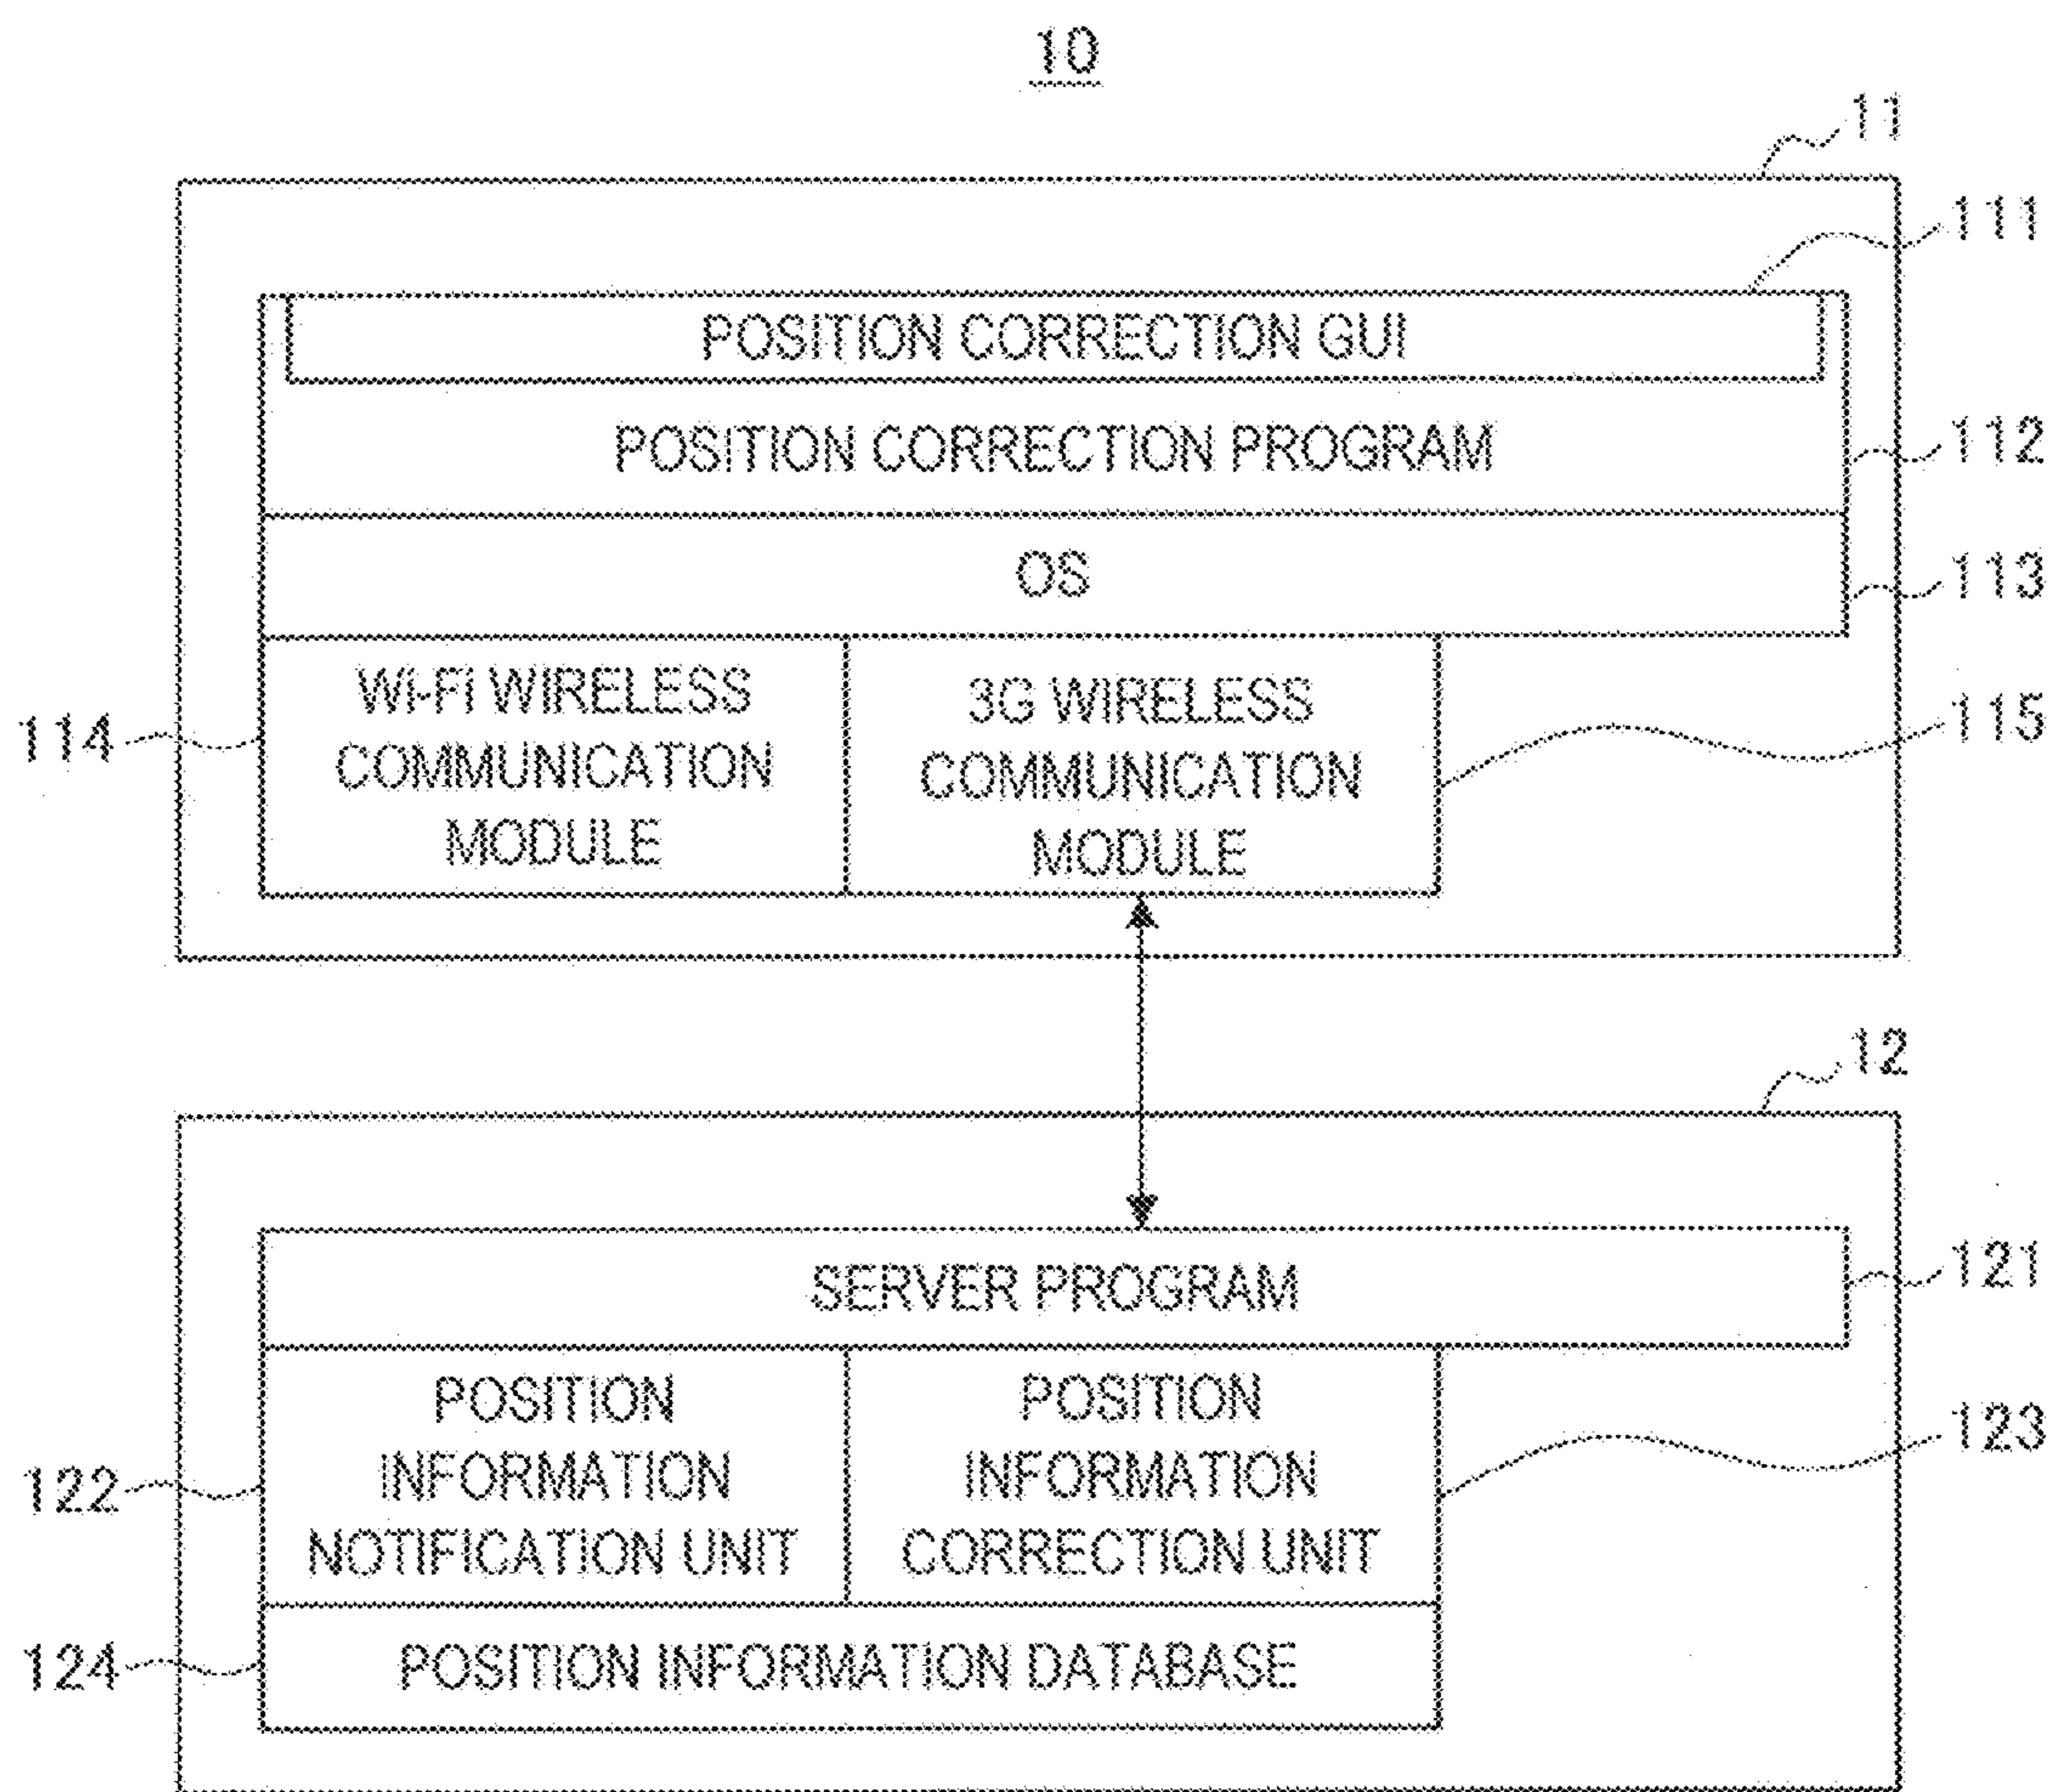 10
11
111
POSITION CORRECTION GUI
POSITION CORRECTION PROGRAM
112
OS
113
WI-FI WIRELESS
COMMUNICATION
MODULE
114
3G WIRELESS
COMMUNICATION
MODULE
115
12
SERVER PROGRAM
121
POSITION
INFORMATION
NOTIFICATION UNIT
122
POSITION
INFORMATION
CORRECTION UNIT
123
POSITION INFORMATION DATABASE
124